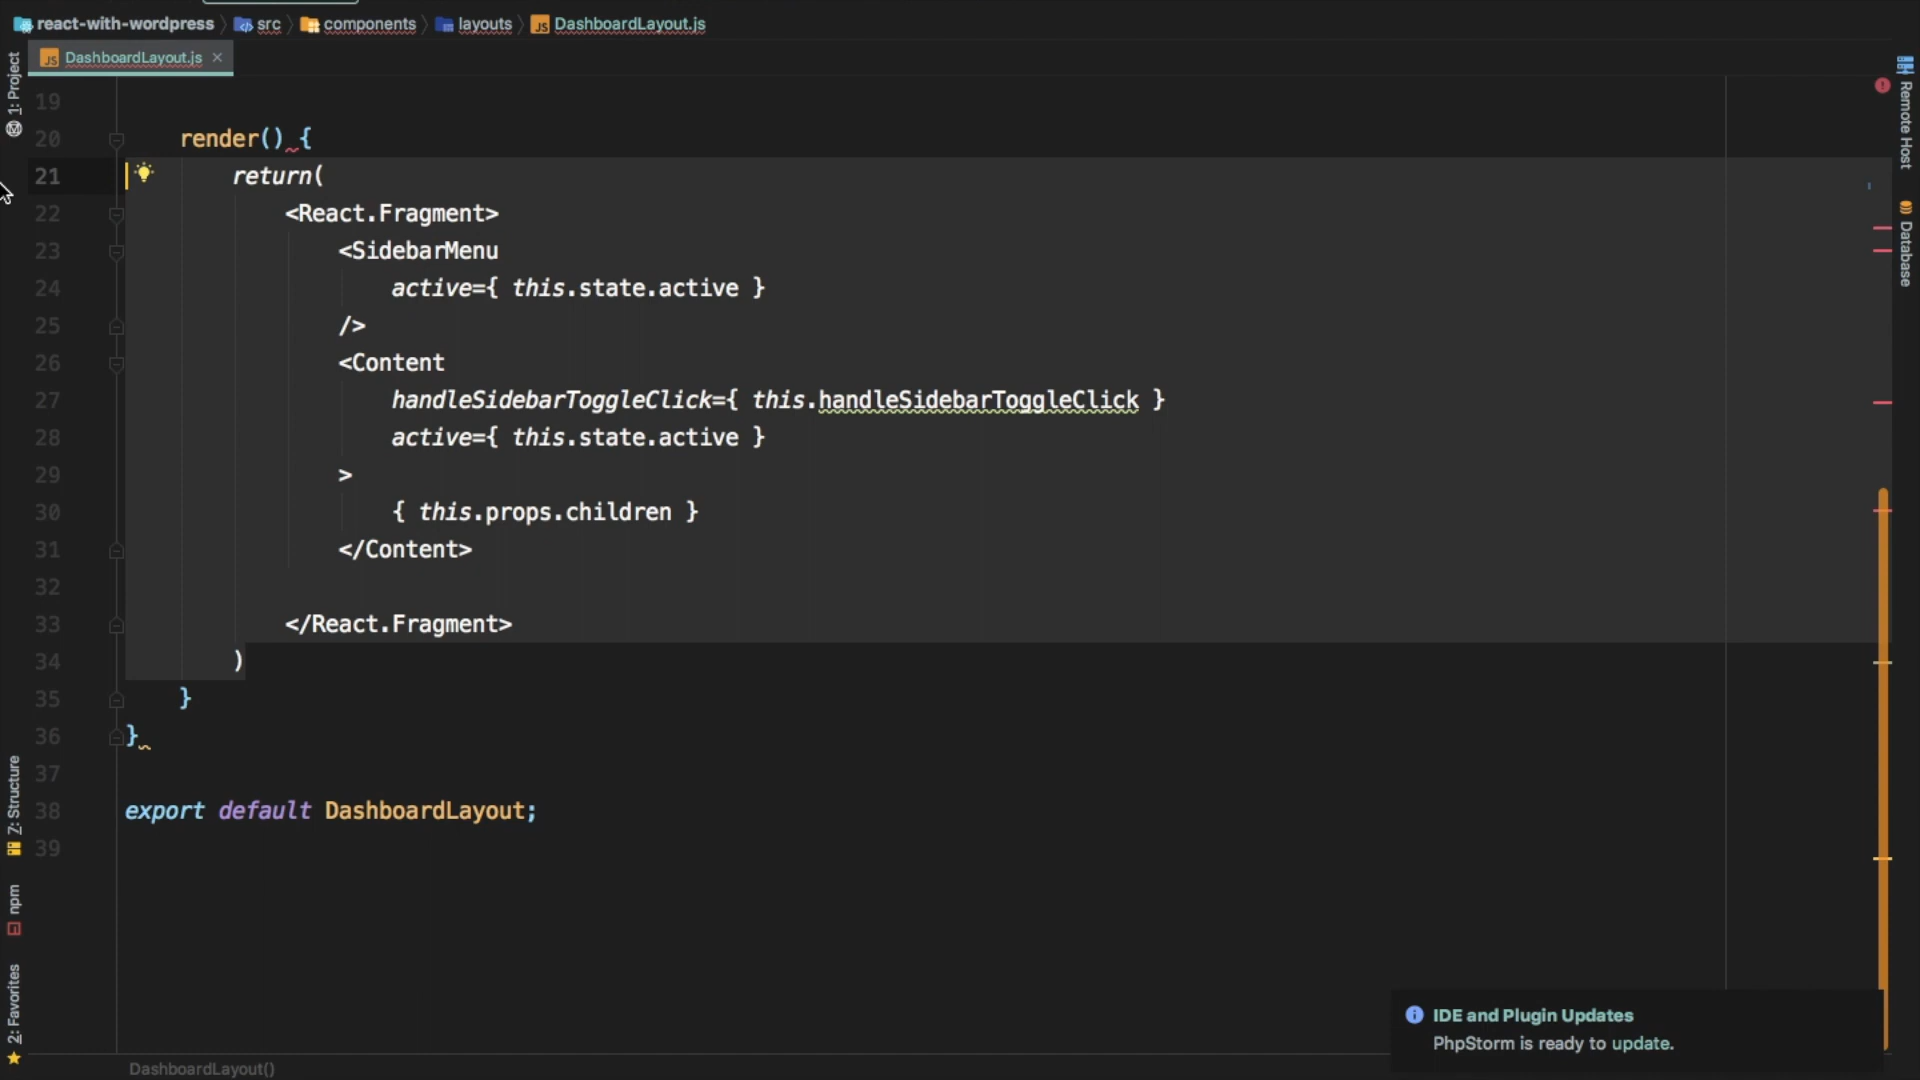 react-with-wordpress src components layouts DashboardLayout.js
DashboardLayout.js
1: Project
Z: Structure
npm
2: Favorites
19
20 render() {
21 return(
22 <React.Fragment>
23 <SidebarMenu
24 active={ this.state.active }
25 />
26 <Content
27 handleSidebarToggleClick={ this.handleSidebarToggleClick }
28 active={ this.state.active }
29 >
30 { this.props.children }
31 </Content>
32
33 </React.Fragment>
34 )
35 }
36 }
37
38 export default DashboardLayout;
39
Remote Host
Database
IDE and Plugin Updates
PhpStorm is ready to update.
DashboardLayout()